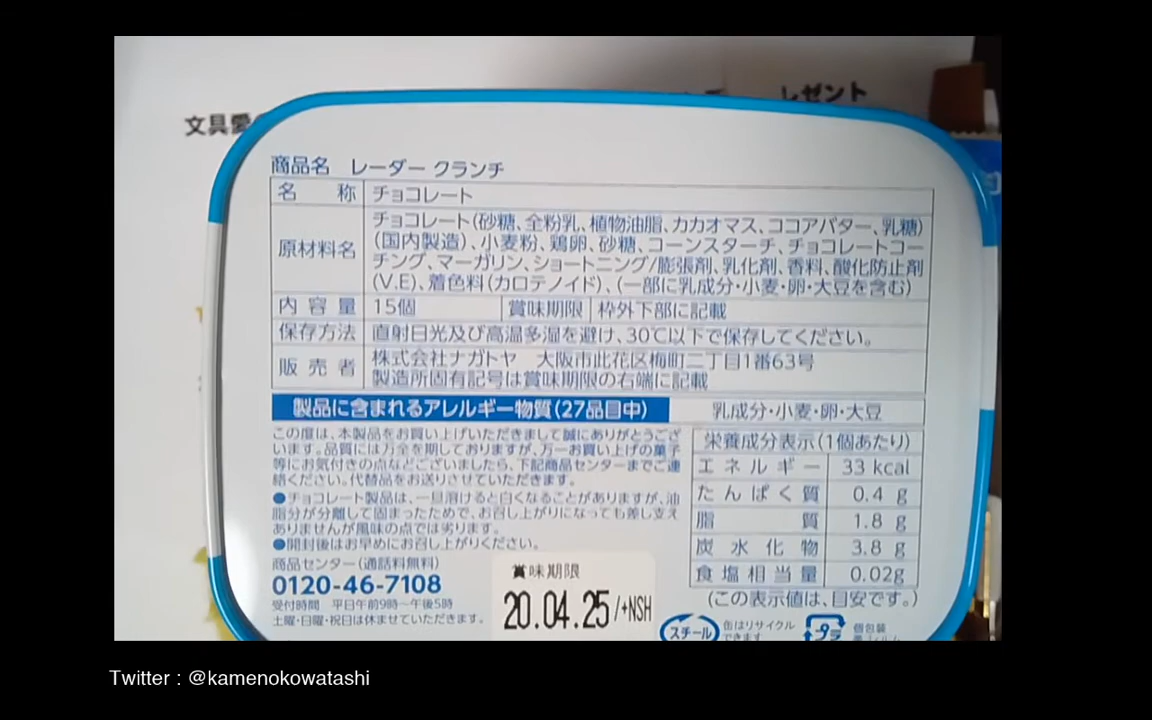 レゼント
文具愛
商品名 レーダー クランチ
名 称 チョコレート
原材料名 チョコレート(砂糖、全粉乳、植物油脂、カカオマス、ココアバター、乳糖)
(国内製造)、小麦粉、鶏卵、砂糖、コーンスターチ、チョコレートコー
チング、マーガリン、ショートニング/膨張剤、乳化剤、香料、酸化防止剤
(V.E)、着色料(カロテノイド)、(一部に乳成分・小麦・卵・大豆を含む)
内容量 15個 賞味期限 枠外下部に記載
保存方法 直射日光及び高温多湿を避け、30℃以下で保存してください。
販売者 株式会社ナガトヤ 大阪市此花区梅町二丁目1番63号
製造所固有記号は賞味期限の右端に記載
製品に含まれるアレルギー物質(27品目中) 乳成分・小麦・卵・大豆
この度は、本製品をお買い上げいただきまして誠にありがとうござ
います。品質には万全を期しておりますが、万一お買い上げの菓子
等にお気付きの点などございましたら、下記商品センターまでご連
絡ください。代替品をお送りさせていただきます。
●チョコレート製品は、一旦溶けると白くなることがありますが、油
脂分が分離して固まったためで、お召し上がりになっても差し支え
ありませんが風味の点では劣ります。
●開封後はお早めにお召し上がりください。
商品センター(通話料無料)
0120-46-7108
受付時間 平日午前9時〜午後5時
土曜・日曜・祝日は休ませていただきます。
栄養成分表示(1個あたり)
エネルギー 33 kcal
たんぱく質 0.4 g
脂質 1.8 g
炭水化物 3.8 g
食塩相当量 0.02g
(この表示値は、目安です。)
賞味期限
20.04.25/+NSH
スチール
缶はリサイクル
できます
プラ
個包装
Twitter : @kamenokowatashi